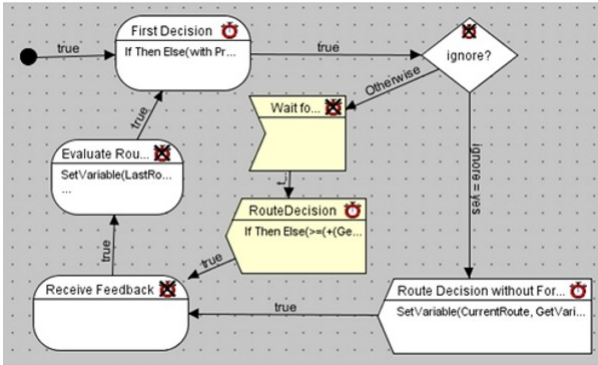 First Decision
If Then Else(with Pr...
true
true
ignore?
Otherwise
Wait fo...
Evaluate Rou...
SetVariable(LastRo...
...
true
ignore = yes
RouteDecision
If Then Else(>=(+(Ge...
true
true
Receive Feedback
Route Decision without For...
SetVariable(CurrentRoute, GetVari...
true